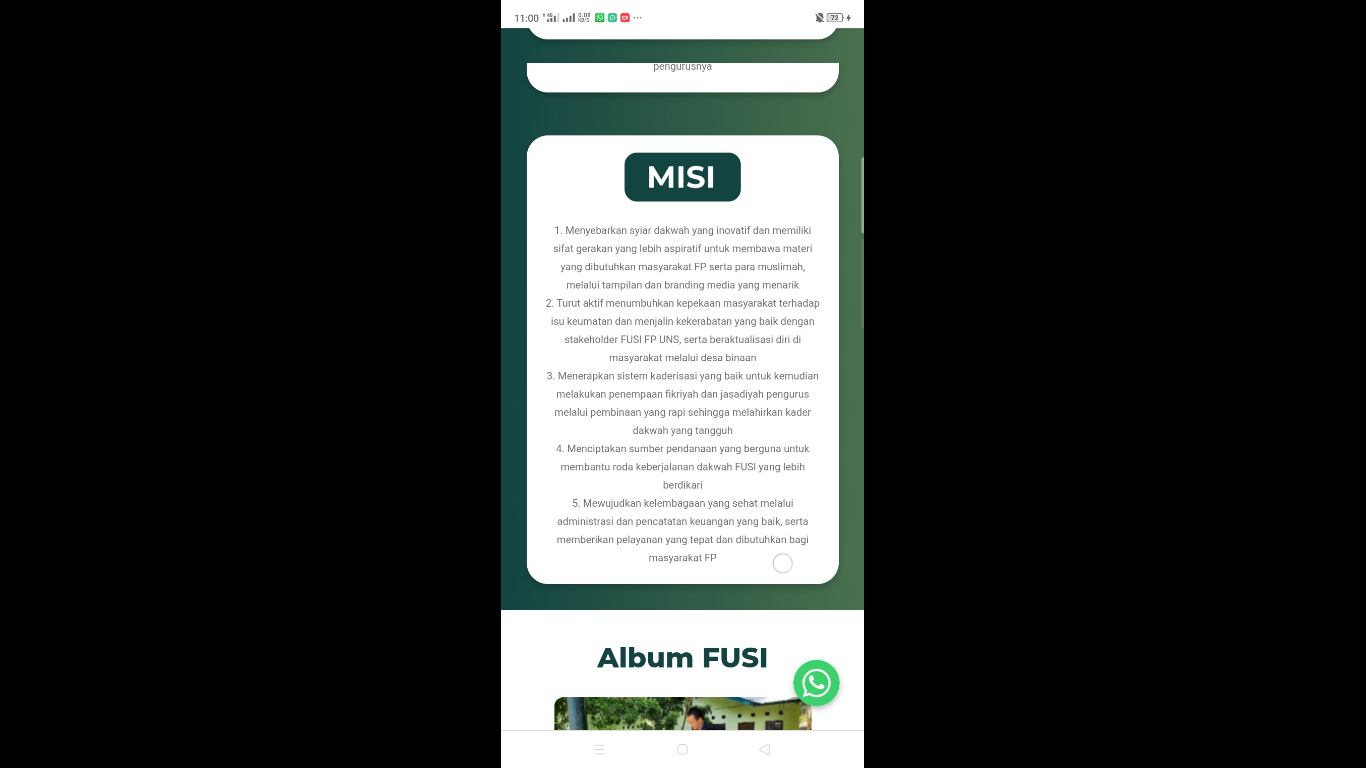 11:00
72
pengurusnya
MISI
1. Menyebarkan syiar dakwah yang inovatif dan memiliki
sifat gerakan yang lebih aspiratif untuk membawa materi
yang dibutuhkan masyarakat FP serta para muslimah,
melalui tampilan dan branding media yang menarik
2. Turut aktif menumbuhkan kepekaan masyarakat terhadap
isu keumatan dan menjalin kekerabatan yang baik dengan
stakeholder FUSI FP UNS, serta beraktualisasi diri di
masyarakat melalui desa binaan
3. Menerapkan sistem kaderisasi yang baik untuk kemudian
melakukan penempaan fikriyah dan jasadiyah pengurus
melalui pembinaan yang rapi sehingga melahirkan kader
dakwah yang tangguh
4. Menciptakan sumber pendanaan yang berguna untuk
membantu roda keberjalanan dakwah FUSI yang lebih
berdikari
5. Mewujudkan kelembagaan yang sehat melalui
administrasi dan pencatatan keuangan yang baik, serta
memberikan pelayanan yang tepat dan dibutuhkan bagi
masyarakat FP
Album FUSI